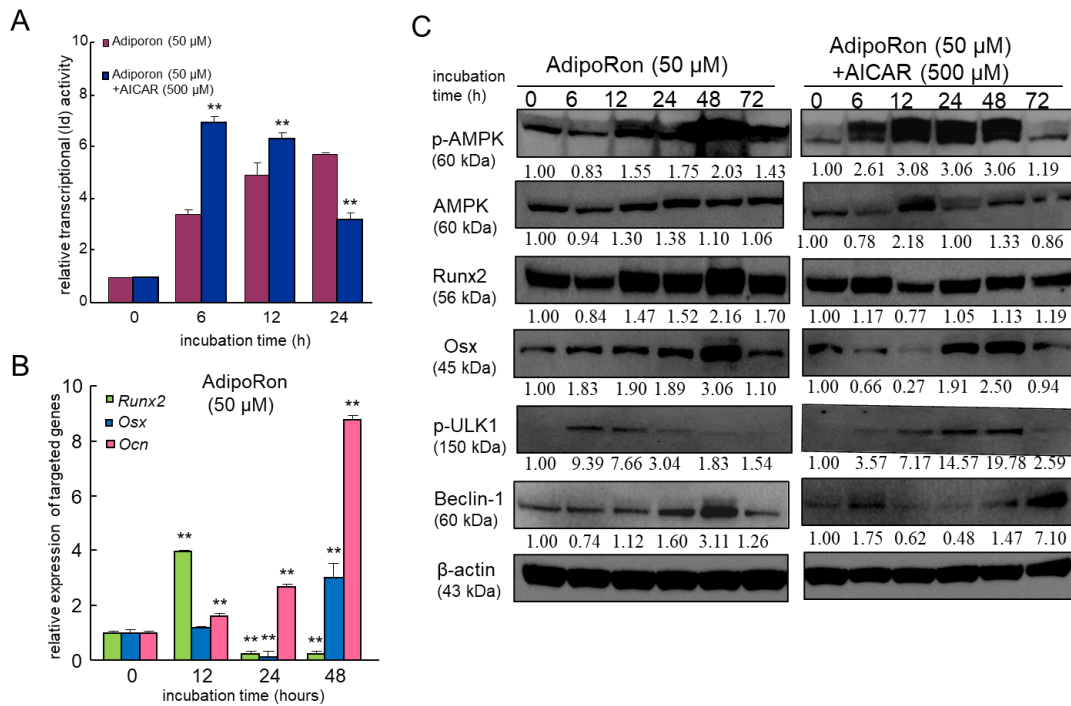 A
relative transcriptional (Id) activity
10
8
6
4
2
0
Adiporon (50 µM)
Adiporon (50 µM)
+AICAR (500 µM)
**
**
**
0 6 12 24
incubation time (h)
B
relative expression of targeted genes
10
8
6
4
2
0
AdipoRon
(50 µM)
Runx2
Osx
Ocn
**
**
**
** **
**
**
**
0 12 24 48
incubation time (hours)
C
incubation
time (h)
AdipoRon (50 µM)
0 6 12 24 48 72
AdipoRon (50 µM)
+AICAR (500 µM)
0 6 12 24 48 72
p-AMPK
(60 kDa)
1.00 0.83 1.55 1.75 2.03 1.43
1.00 2.61 3.08 3.06 3.06 1.19
AMPK
(60 kDa)
1.00 0.94 1.30 1.38 1.10 1.06
1.00 0.78 2.18 1.00 1.33 0.86
Runx2
(56 kDa)
1.00 0.84 1.47 1.52 2.16 1.70
1.00 1.17 0.77 1.05 1.13 1.19
Osx
(45 kDa)
1.00 1.83 1.90 1.89 3.06 1.10
1.00 0.66 0.27 1.91 2.50 0.94
p-ULK1
(150 kDa)
1.00 9.39 7.66 3.04 1.83 1.54
1.00 3.57 7.17 14.57 19.78 2.59
Beclin-1
(60 kDa)
1.00 0.74 1.12 1.60 3.11 1.26
1.00 1.75 0.62 0.48 1.47 7.10
β-actin
(43 kDa)